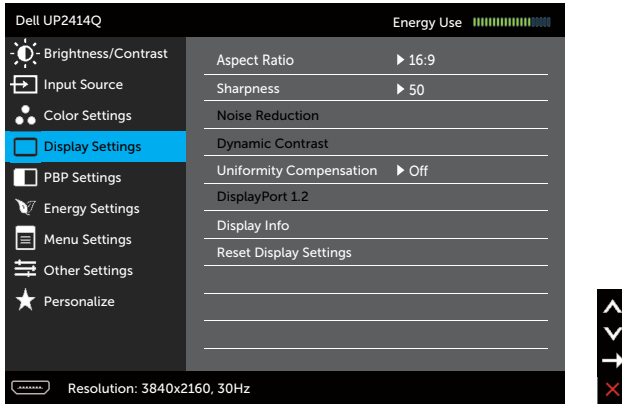 Dell UP2414Q
Energy Use
Brightness/Contrast
Input Source
Color Settings
Display Settings
PBP Settings
Energy Settings
Menu Settings
Other Settings
Personalize
Aspect Ratio 16:9
Sharpness 50
Noise Reduction
Dynamic Contrast
Uniformity Compensation Off
DisplayPort 1.2
Display Info
Reset Display Settings
Resolution: 3840x2160, 30Hz